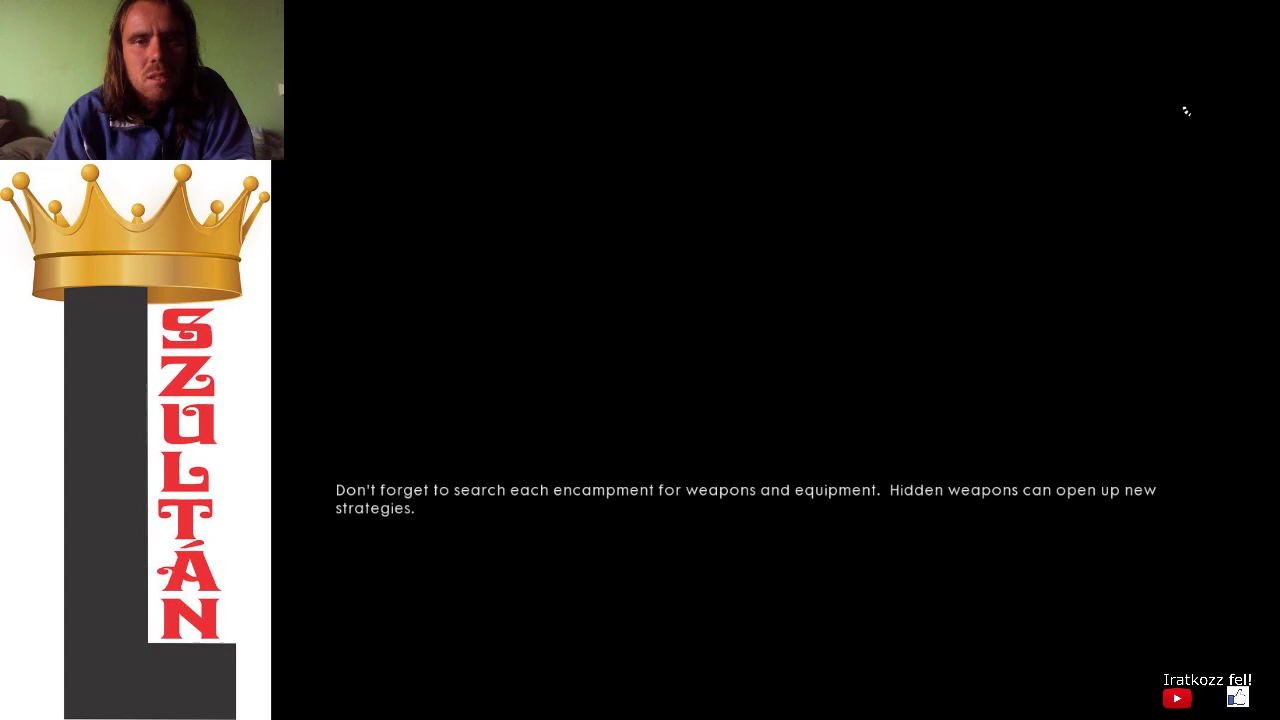 L
SZULTÁN
Don't forget to search each encampment for weapons and equipment.  Hidden weapons can open up new
strategies.
Iratkozz fel!